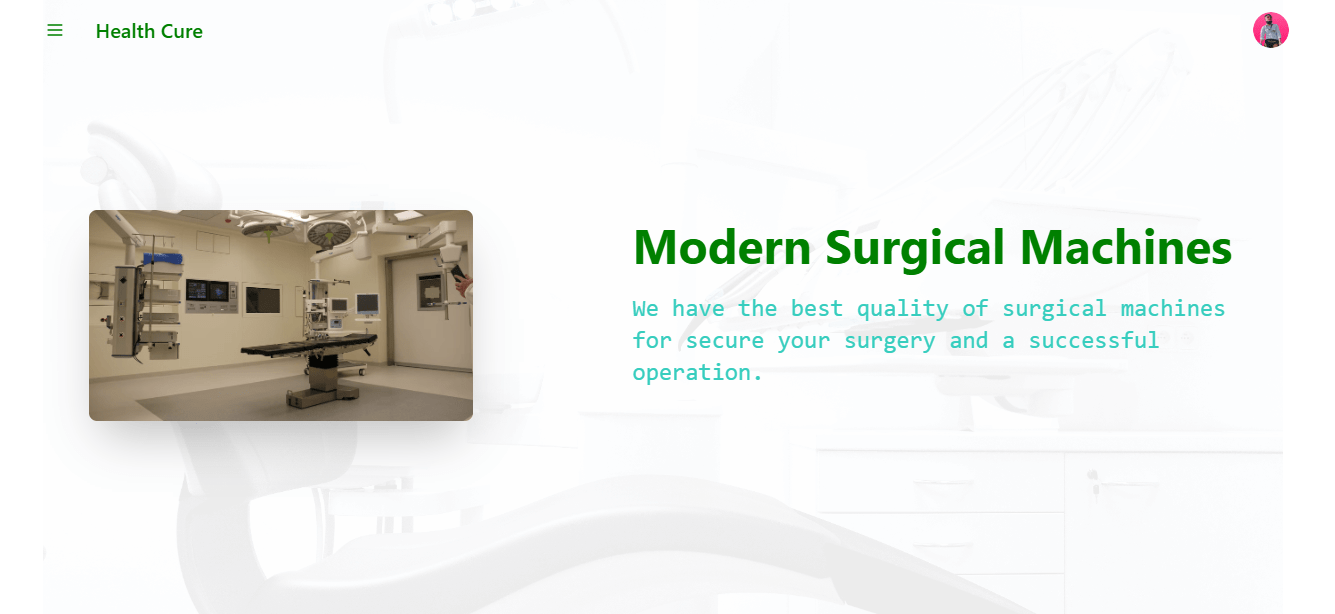 Health Cure
Modern Surgical Machines
We have the best quality of surgical machines
for secure your surgery and a successful
operation.